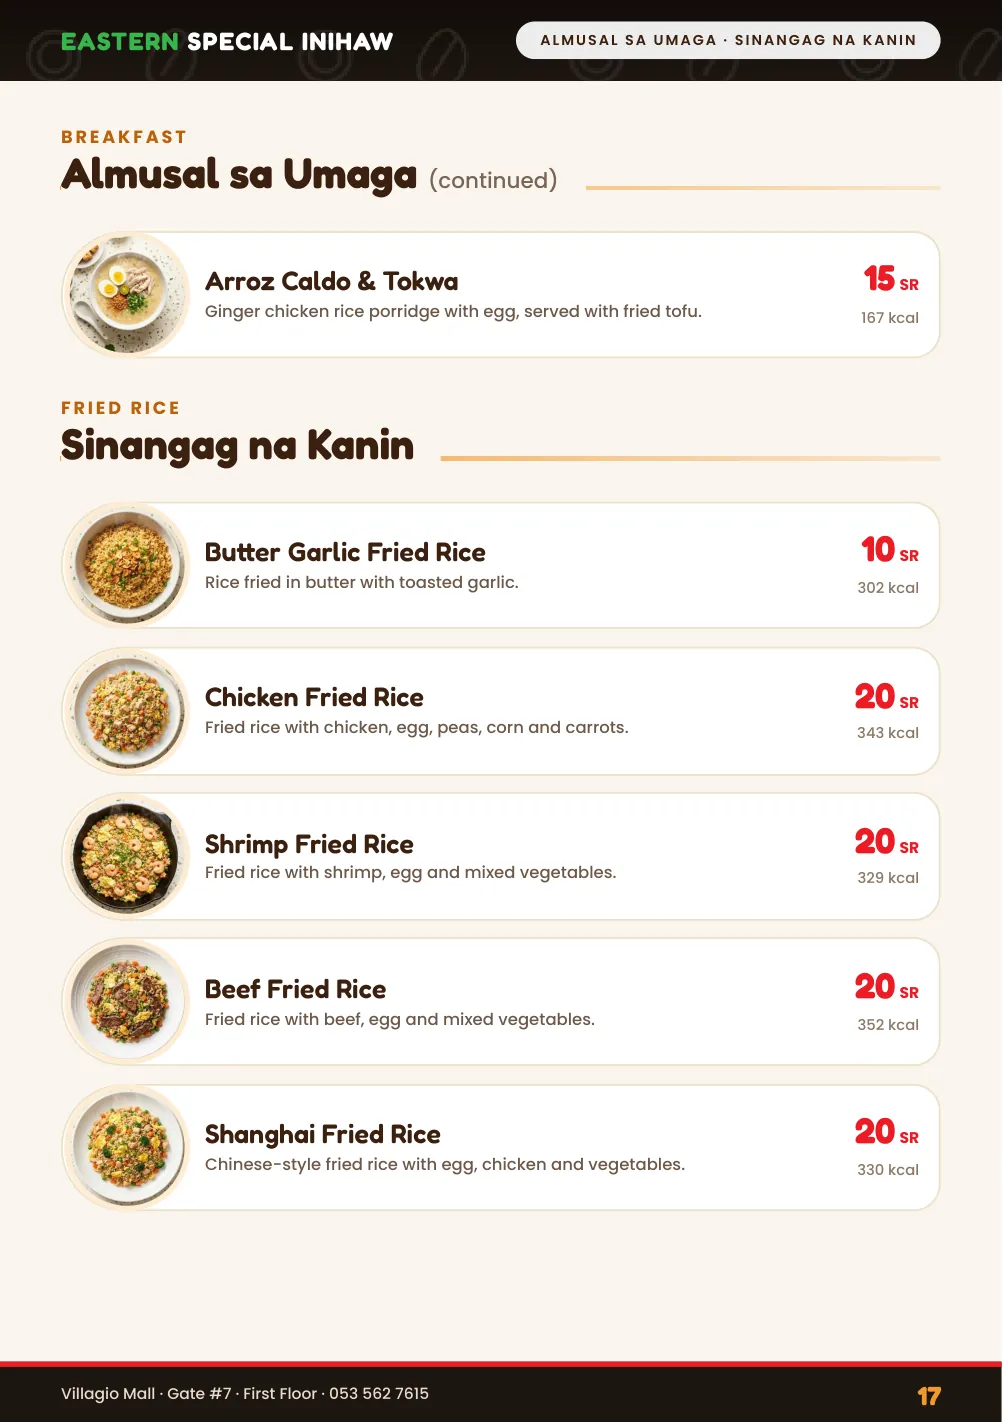 EASTERN SPECIAL INIHAW
ALMUSAL SA UMAGA · SINANGAG NA KANIN
BREAKFAST
Almusal sa Umaga (continued)
Arroz Caldo & Tokwa
Ginger chicken rice porridge with egg, served with fried tofu.
15 SR
167 kcal
FRIED RICE
Sinangag na Kanin
Butter Garlic Fried Rice
Rice fried in butter with toasted garlic.
10 SR
302 kcal
Chicken Fried Rice
Fried rice with chicken, egg, peas, corn and carrots.
20 SR
343 kcal
Shrimp Fried Rice
Fried rice with shrimp, egg and mixed vegetables.
20 SR
329 kcal
Beef Fried Rice
Fried rice with beef, egg and mixed vegetables.
20 SR
352 kcal
Shanghai Fried Rice
Chinese-style fried rice with egg, chicken and vegetables.
20 SR
330 kcal
Villagio Mall · Gate #7 · First Floor · 053 562 7615
17